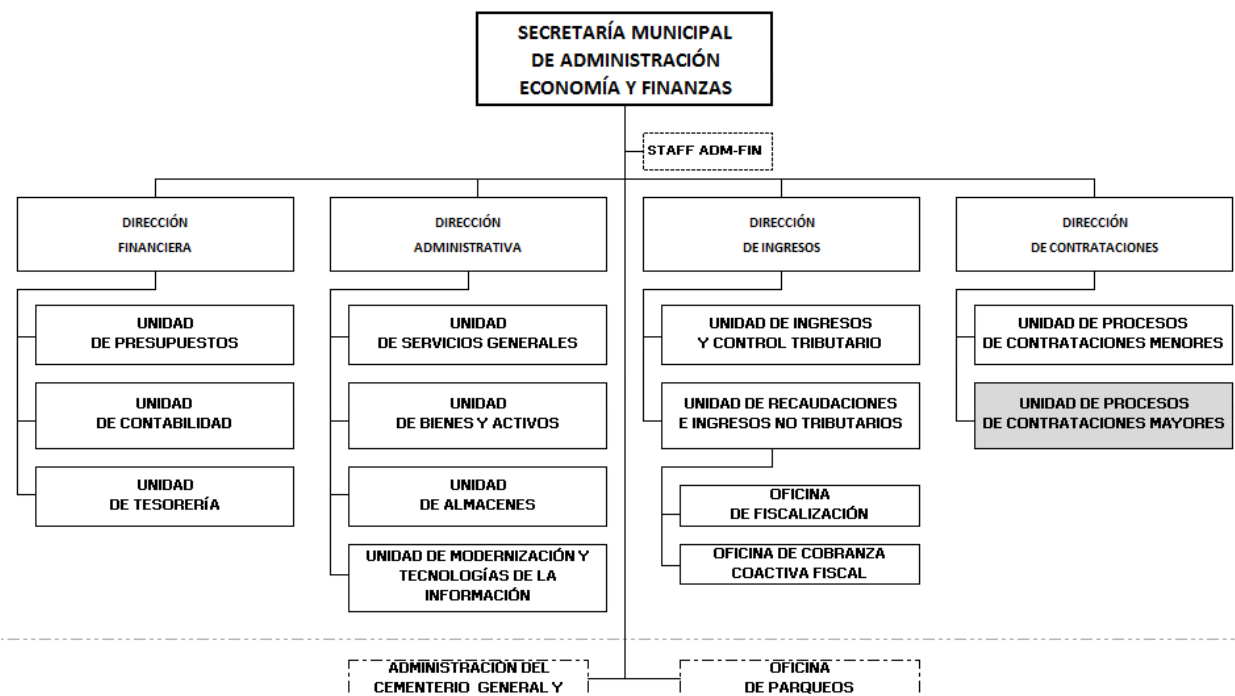 SECRETARÍA MUNICIPAL
DE ADMINISTRACIÓN
ECONOMÍA Y FINANZAS
STAFF ADM-FIN
DIRECCIÓN
FINANCIERA
UNIDAD
DE PRESUPUESTOS
UNIDAD
DE CONTABILIDAD
UNIDAD
DE TESORERÍA
DIRECCIÓN
ADMINISTRATIVA
UNIDAD
DE SERVICIOS GENERALES
UNIDAD
DE BIENES Y ACTIVOS
UNIDAD
DE ALMACENES
UNIDAD DE MODERNIZACIÓN Y
TECNOLOGÍAS DE LA
INFORMACIÓN
DIRECCIÓN
DE INGRESOS
UNIDAD DE INGRESOS
Y CONTROL TRIBUTARIO
UNIDAD DE RECAUDACIONES
E INGRESOS NO TRIBUTARIOS
OFICINA
DE FISCALIZACIÓN
OFICINA DE COBRANZA
COACTIVA FISCAL
DIRECCIÓN
DE CONTRATACIONES
UNIDAD DE PROCESOS
DE CONTRATACIONES MENORES
UNIDAD DE PROCESOS
DE CONTRATACIONES MAYORES
ADMINISTRACIÓN DEL
CEMENTERIO GENERAL Y
OFICINA
DE PARQUEOS